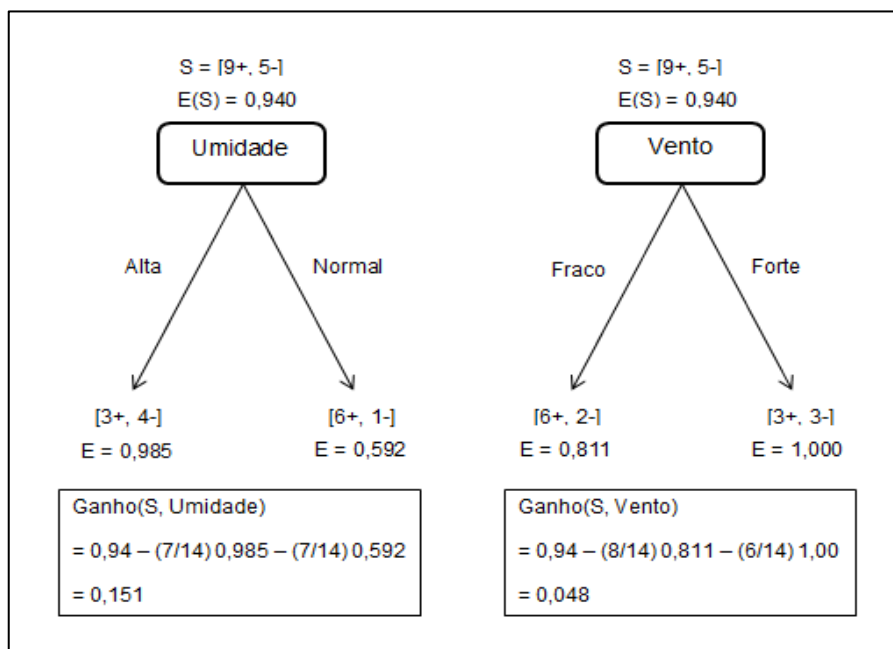 S = [9+, 5-]
E(S) = 0,940
Umidade
Alta
Normal
[3+, 4-]
E = 0,985
[6+, 1-]
E = 0,592
Ganho(S, Umidade)
= 0,94 – (7/14) 0,985 – (7/14) 0,592
= 0,151
S = [9+, 5-]
E(S) = 0,940
Vento
Fraco
Forte
[6+, 2-]
E = 0,811
[3+, 3-]
E = 1,000
Ganho(S, Vento)
= 0,94 – (8/14) 0,811 – (6/14) 1,00
= 0,048